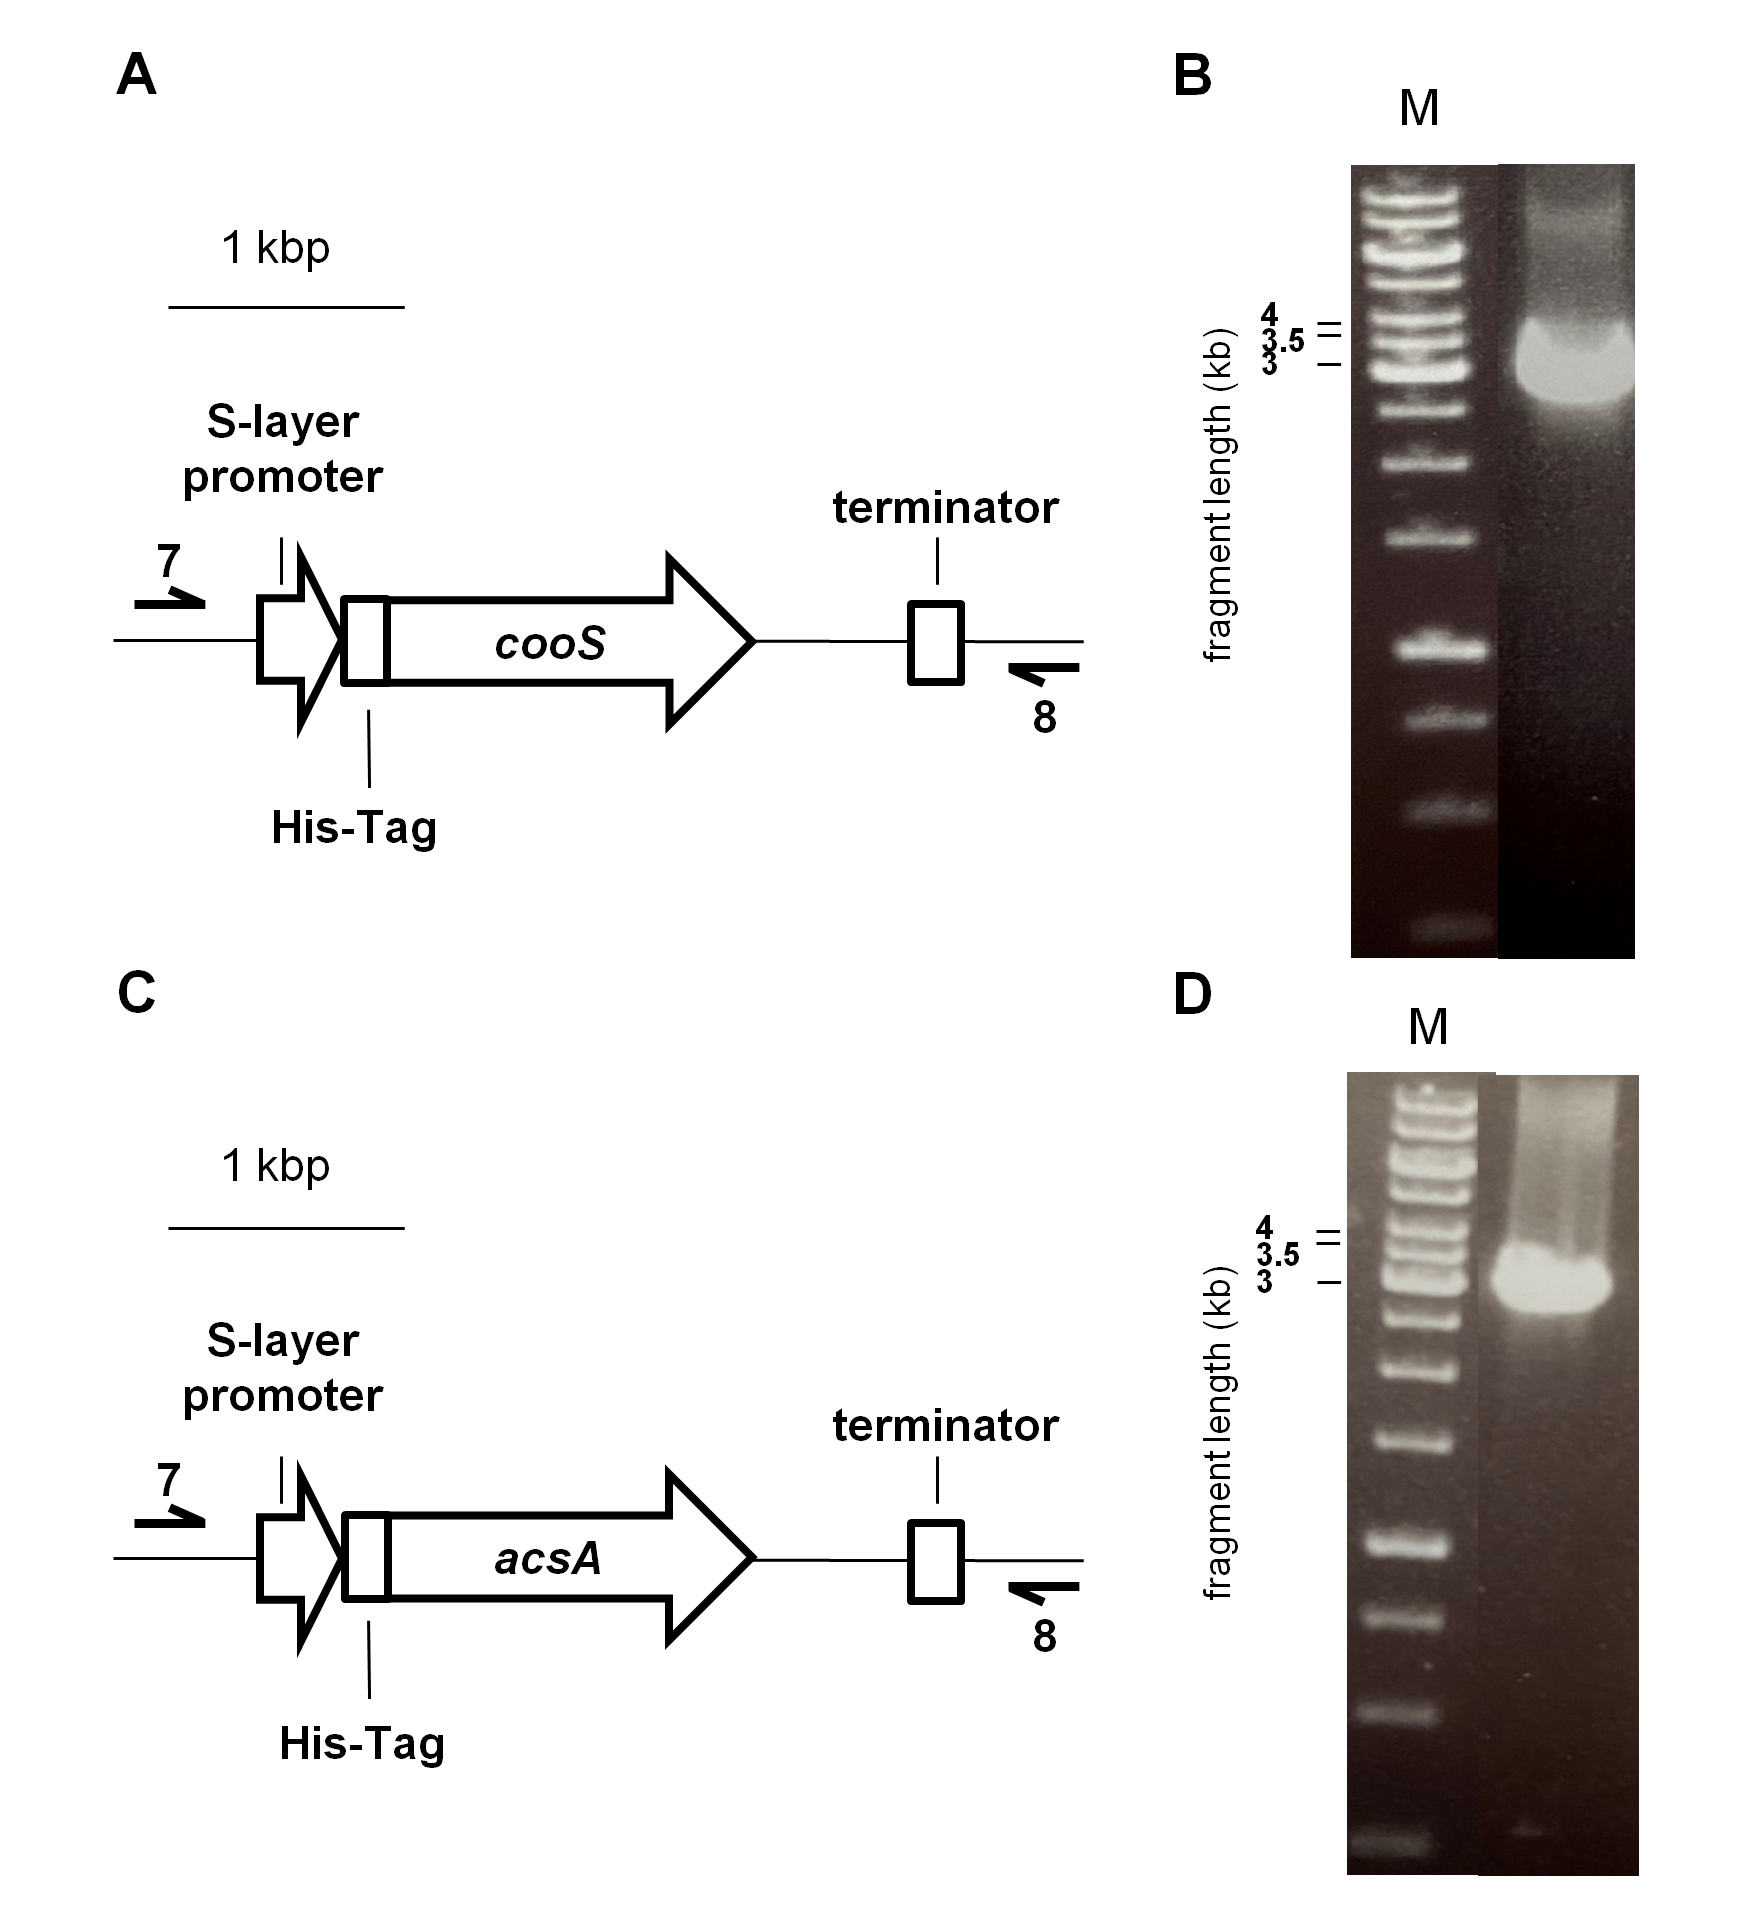 A
1 kbp
S-layer
promoter
7
terminator
cooS
8
His-Tag
B
M
4
3.5
3
fragment length (kb)
C
1 kbp
S-layer
promoter
7
terminator
acsA
8
His-Tag
D
M
4
3.5
3
fragment length (kb)